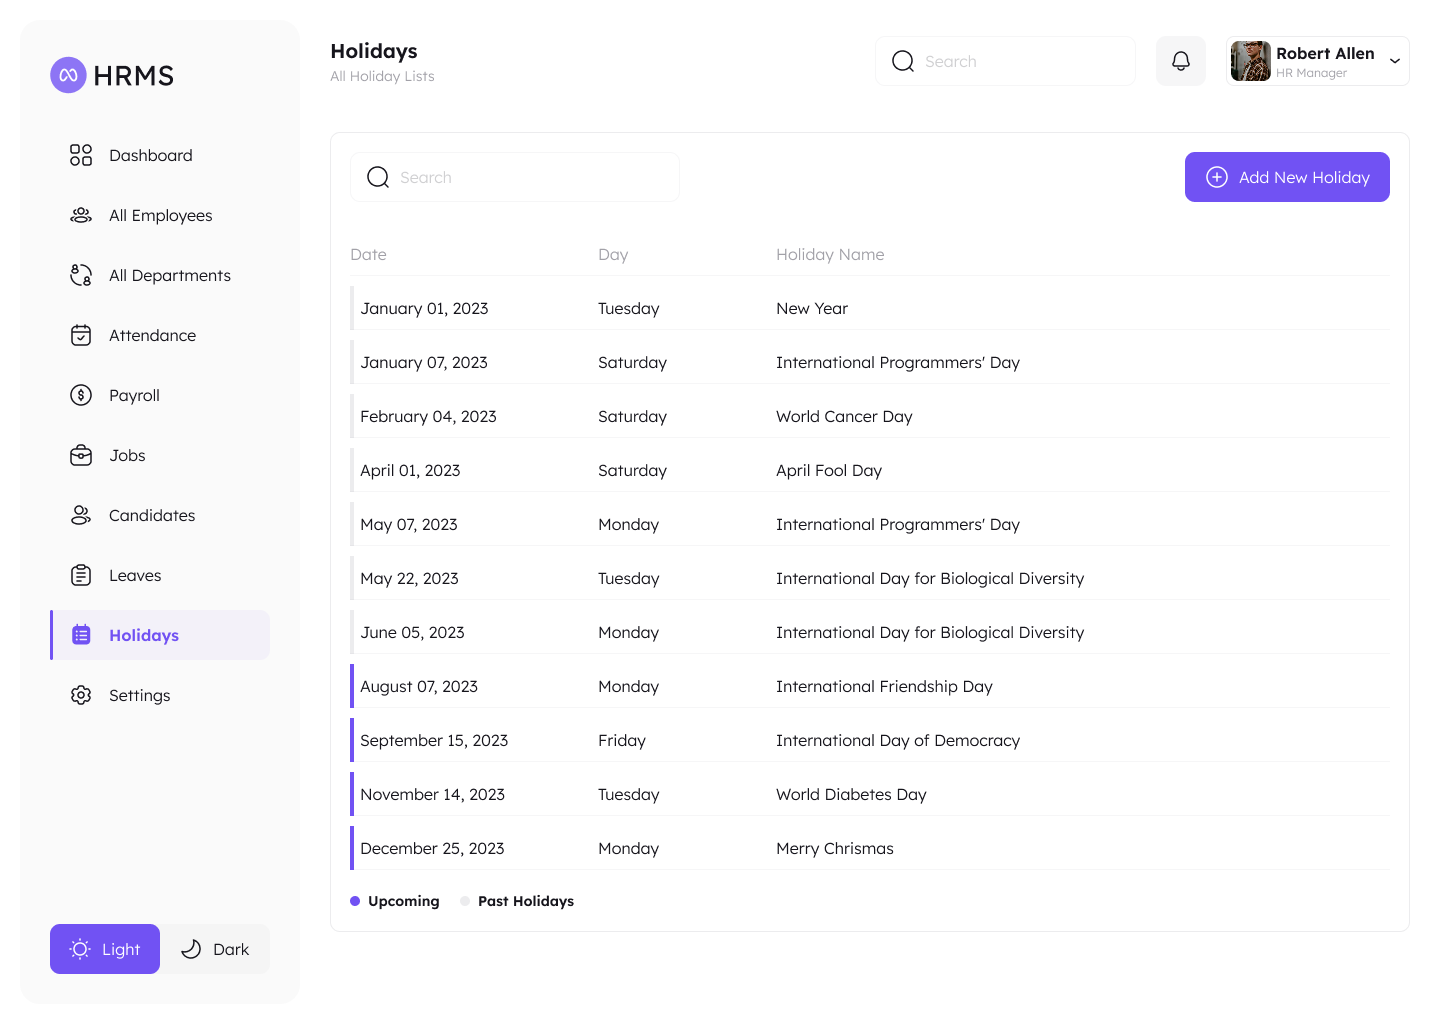 HRMS
Dashboard
All Employees
All Departments
Attendance
Payroll
Jobs
Candidates
Leaves
Holidays
Settings
Light
Dark
Holidays
All Holiday Lists
Search
Robert Allen
HR Manager
Search
Add New Holiday
Date Day Holiday Name
January 01, 2023 Tuesday New Year
January 07, 2023 Saturday International Programmers' Day
February 04, 2023 Saturday World Cancer Day
April 01, 2023 Saturday April Fool Day
May 07, 2023 Monday International Programmers' Day
May 22, 2023 Tuesday International Day for Biological Diversity
June 05, 2023 Monday International Day for Biological Diversity
August 07, 2023 Monday International Friendship Day
September 15, 2023 Friday International Day of Democracy
November 14, 2023 Tuesday World Diabetes Day
December 25, 2023 Monday Merry Chrismas
Upcoming Past Holidays